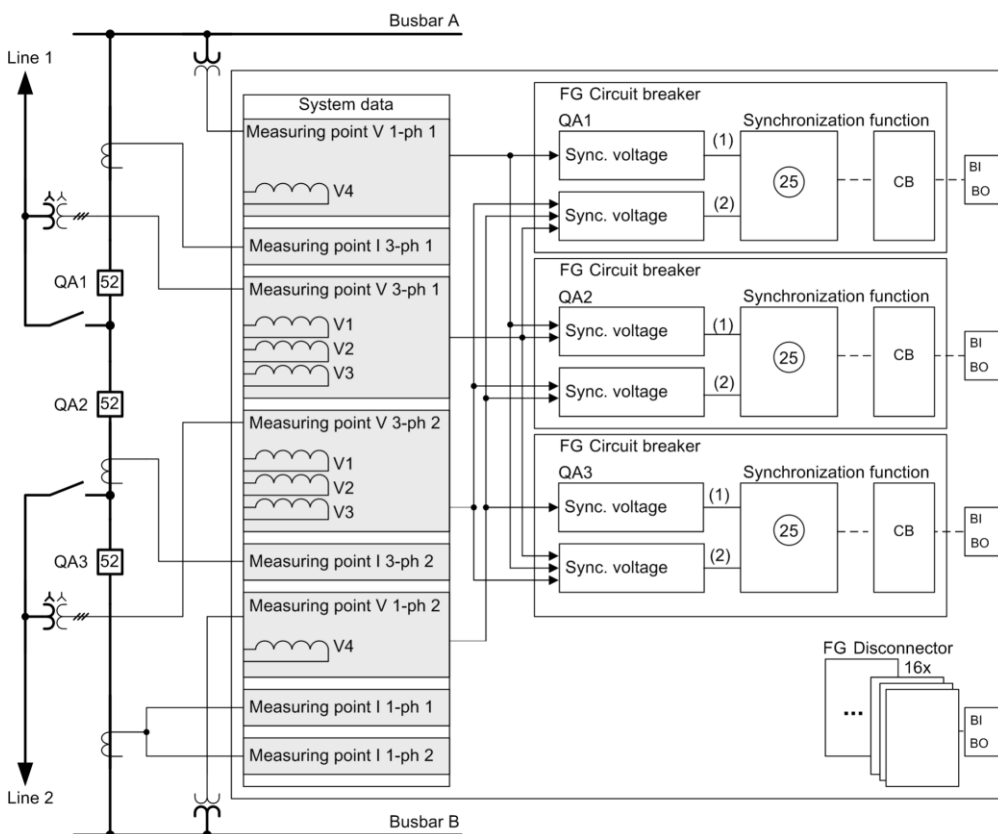 Busbar A
Line 1
System data
Measuring point V 1-ph 1
V4
Measuring point I 3-ph 1
Measuring point V 3-ph 1
V1
V2
V3
Measuring point V 3-ph 2
V1
V2
V3
Measuring point I 3-ph 2
Measuring point V 1-ph 2
V4
Measuring point I 1-ph 1
Measuring point I 1-ph 2
QA1
52
QA2
52
QA3
52
Line 2
Busbar B
FG Circuit breaker
QA1
Synchronization function
Sync. voltage
(1)
Sync. voltage
(2)
25
CB
BI
BO
FG Circuit breaker
QA2
Synchronization function
Sync. voltage
(1)
Sync. voltage
(2)
25
CB
BI
BO
FG Circuit breaker
QA3
Synchronization function
Sync. voltage
(1)
Sync. voltage
(2)
25
CB
BI
BO
FG Disconnector
16x
...
BI
BO